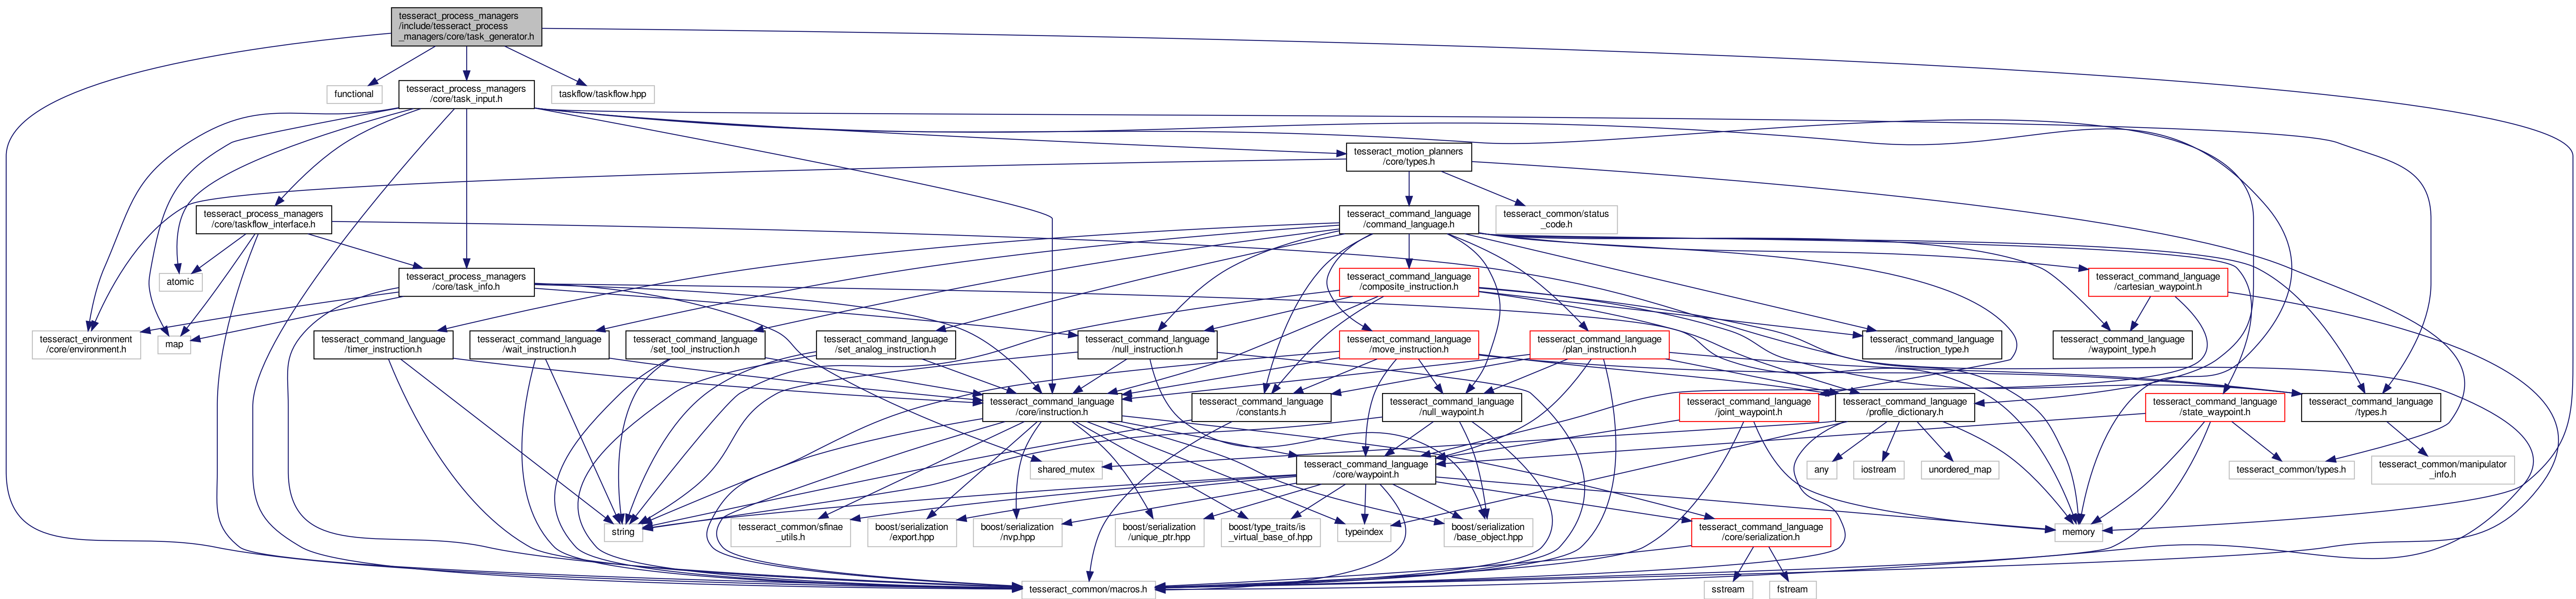 tesseract_process_managers
/include/tesseract_process
_managers/core/task_generator.h
functional
tesseract_process_managers
/core/task_input.h
taskflow/taskflow.hpp
tesseract_motion_planners
/core/types.h
tesseract_process_managers
/core/taskflow_interface.h
tesseract_command_language
/command_language.h
tesseract_common/status
_code.h
atomic
tesseract_process_managers
/core/task_info.h
tesseract_command_language
/composite_instruction.h
tesseract_command_language
/cartesian_waypoint.h
tesseract_environment
/core/environment.h
map
tesseract_command_language
/timer_instruction.h
tesseract_command_language
/wait_instruction.h
tesseract_command_language
/set_tool_instruction.h
tesseract_command_language
/set_analog_instruction.h
tesseract_command_language
/null_instruction.h
tesseract_command_language
/move_instruction.h
tesseract_command_language
/plan_instruction.h
tesseract_command_language
/instruction_type.h
tesseract_command_language
/waypoint_type.h
tesseract_command_language
/core/instruction.h
tesseract_command_language
/constants.h
tesseract_command_language
/null_waypoint.h
tesseract_command_language
/joint_waypoint.h
tesseract_command_language
/profile_dictionary.h
tesseract_command_language
/state_waypoint.h
tesseract_command_language
/types.h
shared_mutex
tesseract_command_language
/core/waypoint.h
any
iostream
unordered_map
tesseract_common/types.h
tesseract_common/manipulator
_info.h
string
tesseract_common/sfinae
_utils.h
boost/serialization
/export.hpp
boost/serialization
/nvp.hpp
boost/serialization
/unique_ptr.hpp
boost/type_traits/is
_virtual_base_of.hpp
typeindex
boost/serialization
/base_object.hpp
tesseract_command_language
/core/serialization.h
memory
tesseract_common/macros.h
sstream
fstream